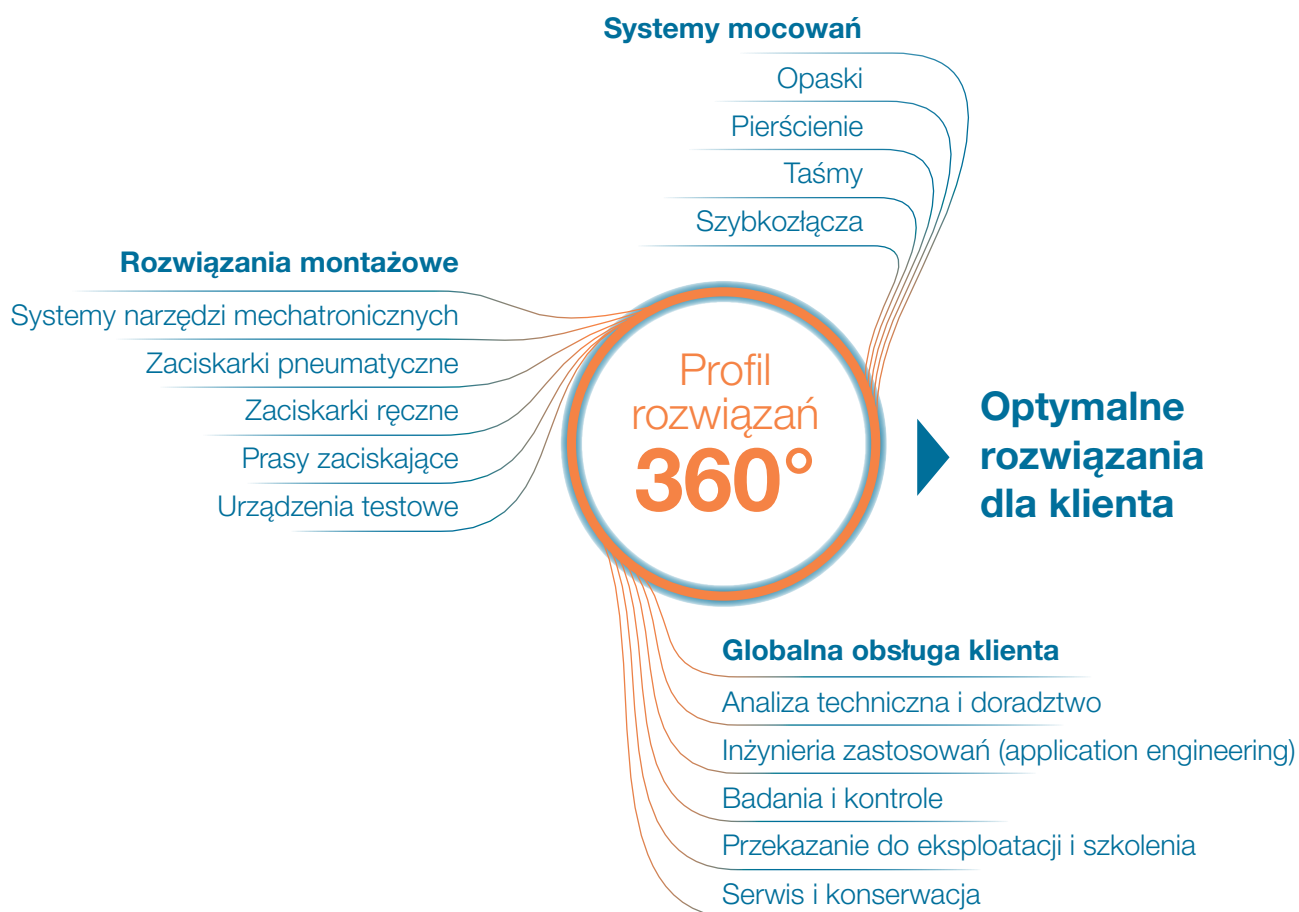 Systemy mocowań
Opaski
Pierścienie
Taśmy
Szybkozłącza
Rozwiązania montażowe
Systemy narzędzi mechatronicznych
Zaciskarki pneumatyczne
Zaciskarki ręczne
Prasy zaciskające
Urządzenia testowe
Profil
rozwiązań
360°
Optymalne
rozwiązania
dla klienta
Globalna obsługa klienta
Analiza techniczna i doradztwo
Inżynieria zastosowań (application engineering)
Badania i kontrole
Przekazanie do eksploatacji i szkolenia
Serwis i konserwacja